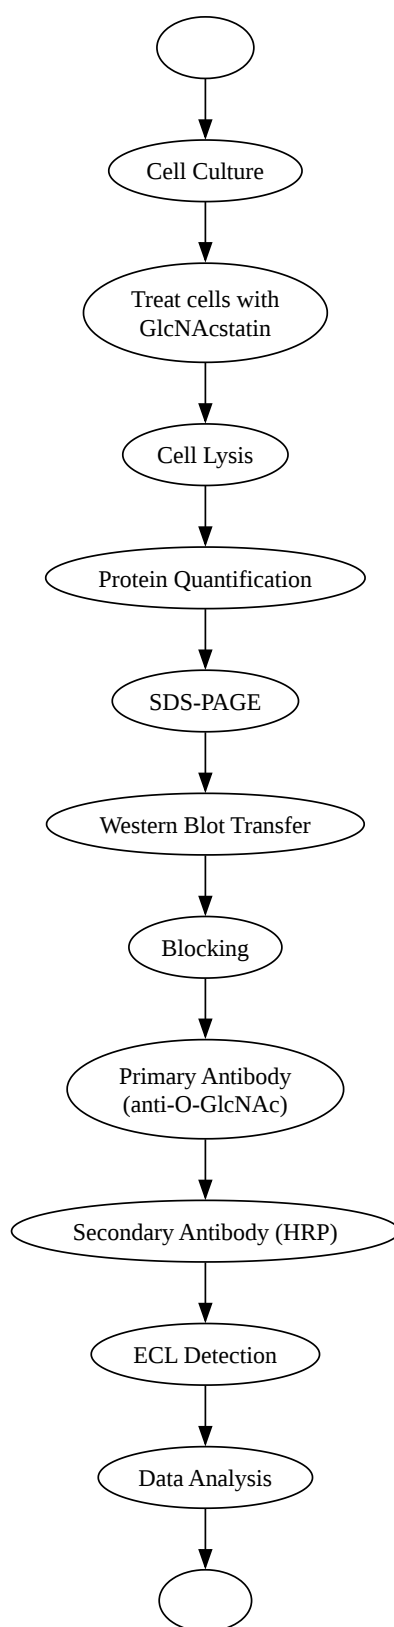 Cell Culture
Treat cells with
GlcNAcstatin
Cell Lysis
Protein Quantification
SDS-PAGE
Western Blot Transfer
Blocking
Primary Antibody
(anti-O-GlcNAc)
Secondary Antibody (HRP)
ECL Detection
Data Analysis